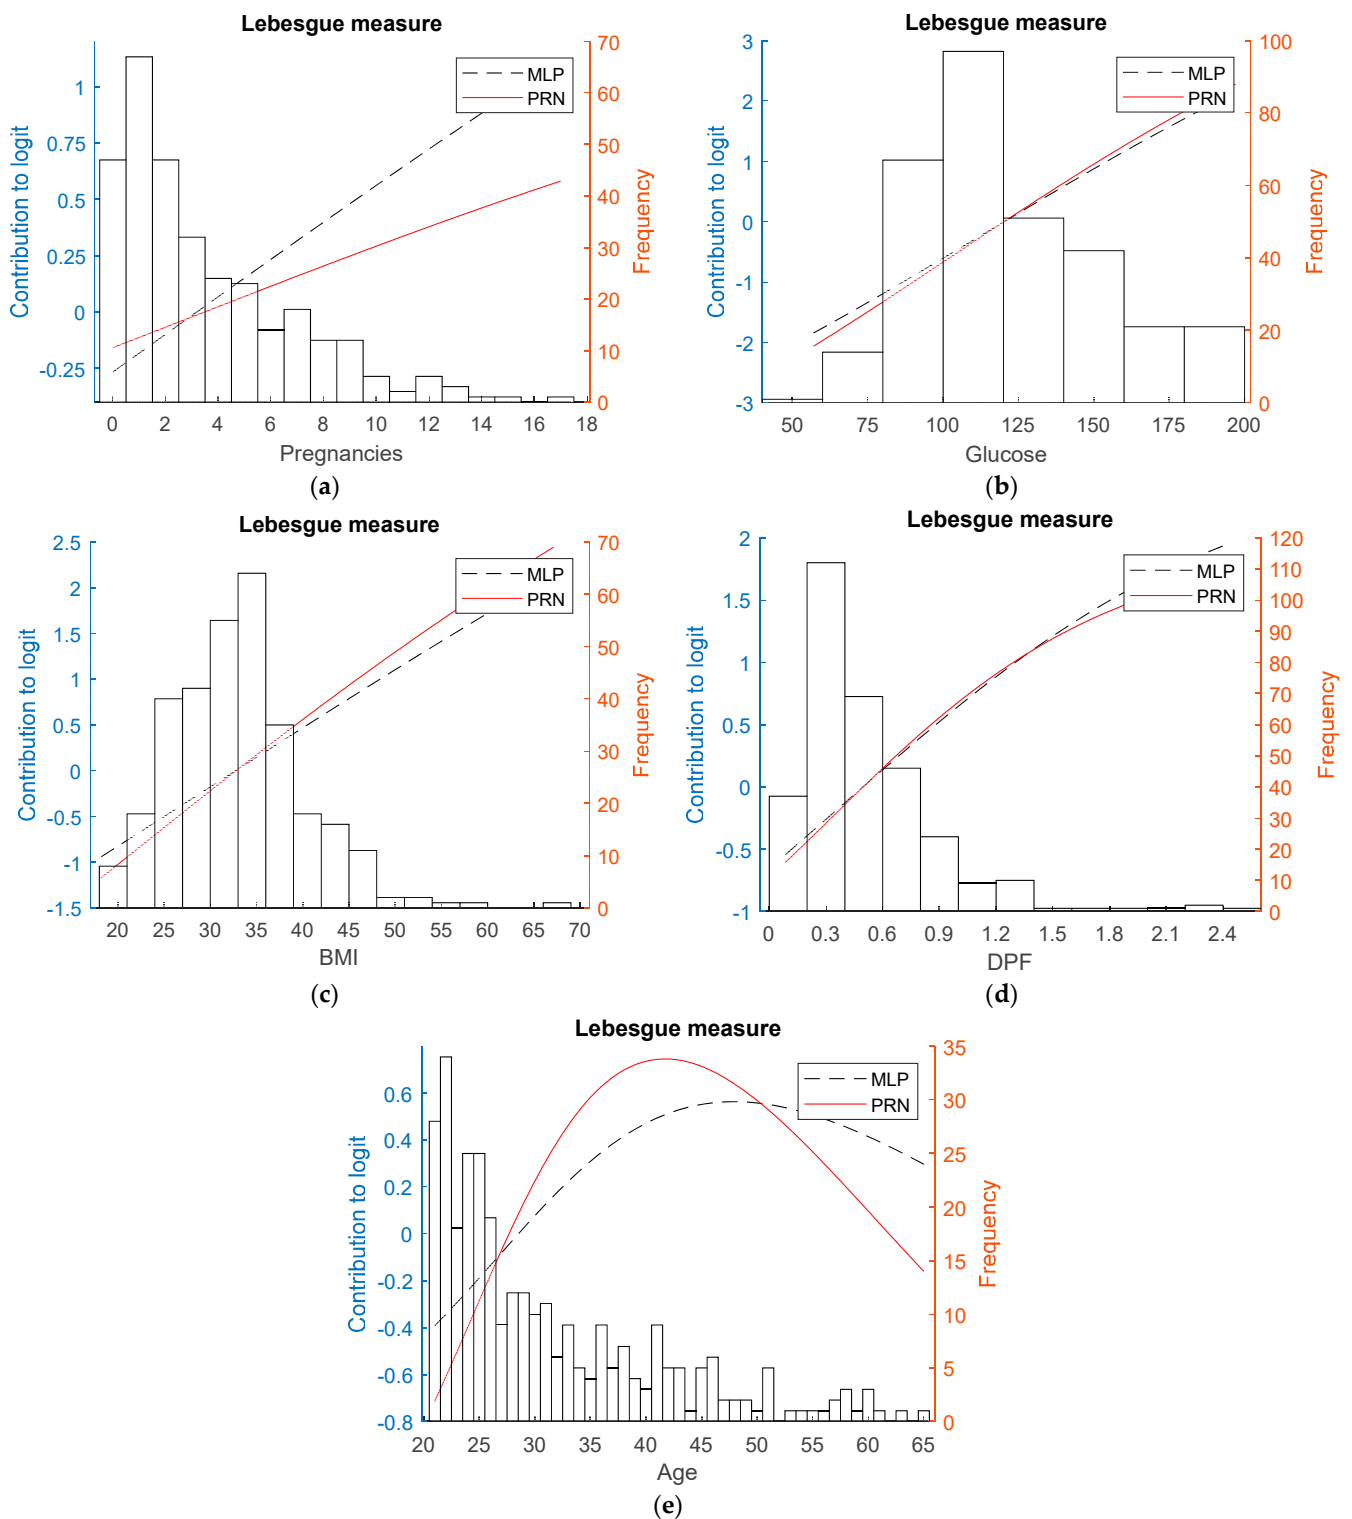 Lebesgue measure
Contribution to logit
1
0.75
0.5
0.25
0
-0.25
MLP
PRN
70
60
50
40
30
20
10
0
Frequency
0 2 4 6 8 10 12 14 16 18
Pregnancies
(a)
Lebesgue measure
Contribution to logit
3
2
1
0
-1
-2
-3
MLP
PRN
100
80
60
40
20
0
Frequency
50 75 100 125 150 175 200
Glucose
(b)
Lebesgue measure
Contribution to logit
2.5
2
1.5
1
0.5
0
-0.5
-1
-1.5
MLP
PRN
70
60
50
40
30
20
10
0
Frequency
20 25 30 35 40 45 50 55 60 65 70
BMI
(c)
Lebesgue measure
Contribution to logit
2
1.5
1
0.5
0
-0.5
-1
MLP
PRN
120
110
100
90
80
70
60
50
40
30
20
10
0
Frequency
0 0.3 0.6 0.9 1.2 1.5 1.8 2.1 2.4
DPF
(d)
Lebesgue measure
Contribution to logit
0.6
0.4
0.2
0
-0.2
-0.4
-0.6
-0.8
MLP
PRN
35
30
25
20
15
10
5
0
Frequency
20 25 30 35 40 45 50 55 60 65
Age
(e)